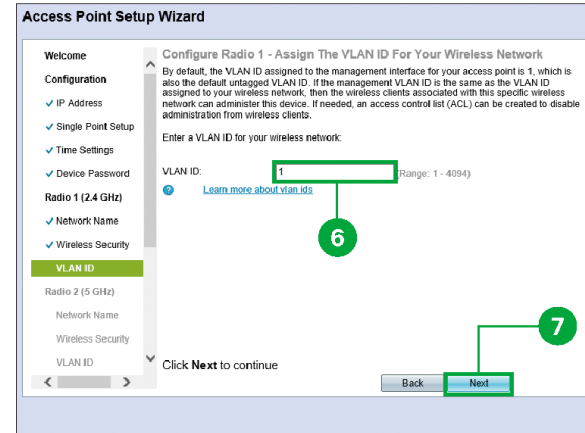 Access Point Setup Wizard
Welcome
Configuration
✓ IP Address
✓ Single Point Setup
✓ Time Settings
✓ Device Password
Radio 1 (2.4 GHz)
✓ Network Name
✓ Wireless Security
VLAN ID
Radio 2 (5 GHz)
Network Name
Wireless Security
VLAN ID
Configure Radio 1 - Assign The VLAN ID For Your Wireless Network
By default, the VLAN ID assigned to the management interface for your access point is 1, which is
also the default untagged VLAN ID. If the management VLAN ID is the same as the VLAN ID
assigned to your wireless network, then the wireless clients associated with this specific wireless
network can administer this device. If needed, an access control list (ACL) can be created to disable
administration from wireless clients.
Enter a VLAN ID for your wireless network:
VLAN ID: 1 (Range: 1 - 4094)
? Learn more about vlan ids
6
7
Click Next to continue
Back Next